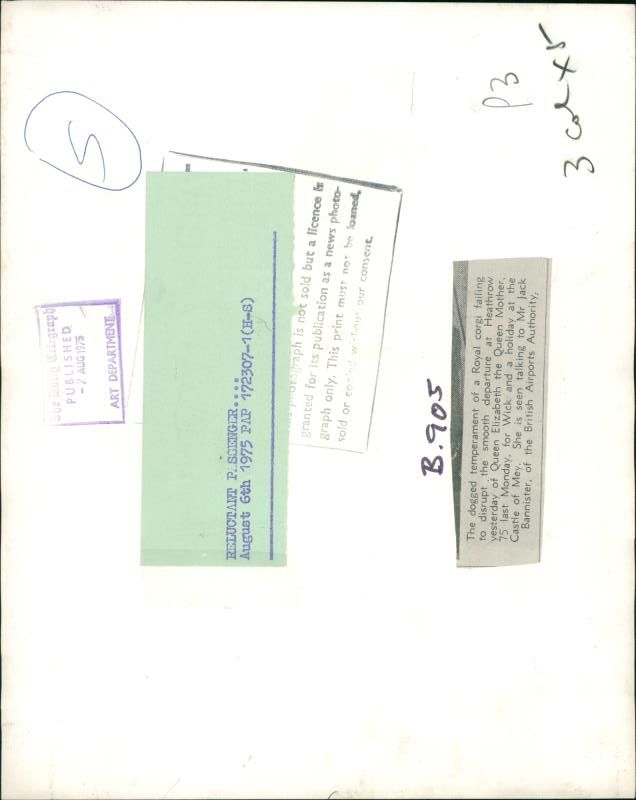 5
P3
3 col x 5
The Daily Telegraph
PUBLISHED
- 7 AUG 1975
ART DEPARTMENT
RELUCTANT P.SSENGER....
August 6th 1975 PAP 172307-1(H-S)
photograph is not sold but a licence is
granted for its publication as a news photo-
graph only. This print must not be loaned,
sold or copied without our consent.
B.905
The dogged temperament of a Royal corgi failing
to disrupt the smooth departure at Heathrow
yesterday of Queen Elizabeth the Queen Mother,
75 last Monday, for Wick and a holiday at the
Castle of Mey. She is seen talking to Mr Jack
Bannister, of the British Airports Authority.